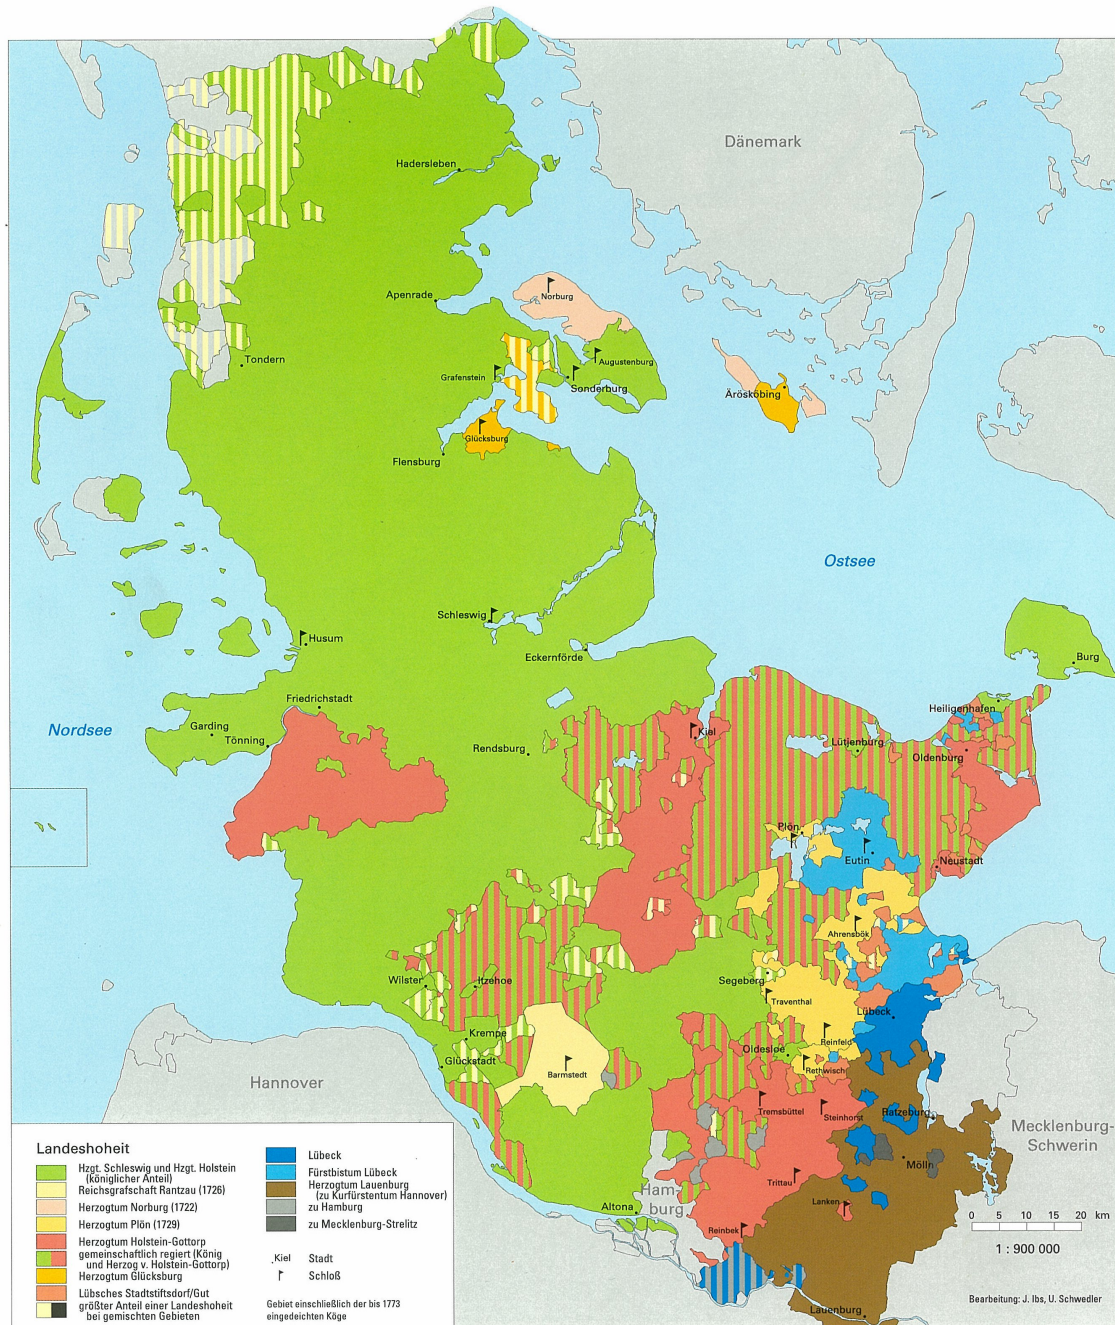 Dänemark
Hadersleben
Apenrade
Norburg
Tondern
Grafenstein
Augustenburg
Sonderburg
Ärösköbing
Glücksburg
Flensburg
Ostsee
Schleswig
Husum
Eckernförde
Burg
Friedrichstadt
Heiligenhafen
Nordsee
Garding
Tönning
Rendsburg
Kiel
Lütjenburg
Oldenburg
Plön
Eutin
Neustadt
Ahrensbök
Wilster
Itzehoe
Segeberg
Traventhal
Lübeck
Krempe
Reinfeld
Glückstadt
Oldesloe
Rethwisch
Barmstedt
Hannover
Tremsbüttel
Steinhorst
Ratzeburg
Mecklenburg-
Schwerin
Mölln
Trittau
Ham-
burg
Lanken
Altona
Reinbek
Lauenburg
0 5 10 15 20 km
1 : 900 000
Bearbeitung: J. Ibs, U. Schwedler
Landeshoheit
Hzgt. Schleswig und Hzgt. Holstein
(königlicher Anteil)
Reichsgrafschaft Rantzau (1726)
Herzogtum Norburg (1722)
Herzogtum Plön (1729)
Herzogtum Holstein-Gottorp
gemeinschaftlich regiert (König
und Herzog v. Holstein-Gottorp)
Herzogtum Glücksburg
Lübsches Stadtstiftsdorf/Gut
größter Anteil einer Landeshoheit
bei gemischten Gebieten
Lübeck
Fürstbistum Lübeck
Herzogtum Lauenburg
(zu Kurfürstentum Hannover)
zu Hamburg
zu Mecklenburg-Strelitz
Kiel Stadt
Schloß
Gebiet einschließlich der bis 1773
eingedeichten Köge